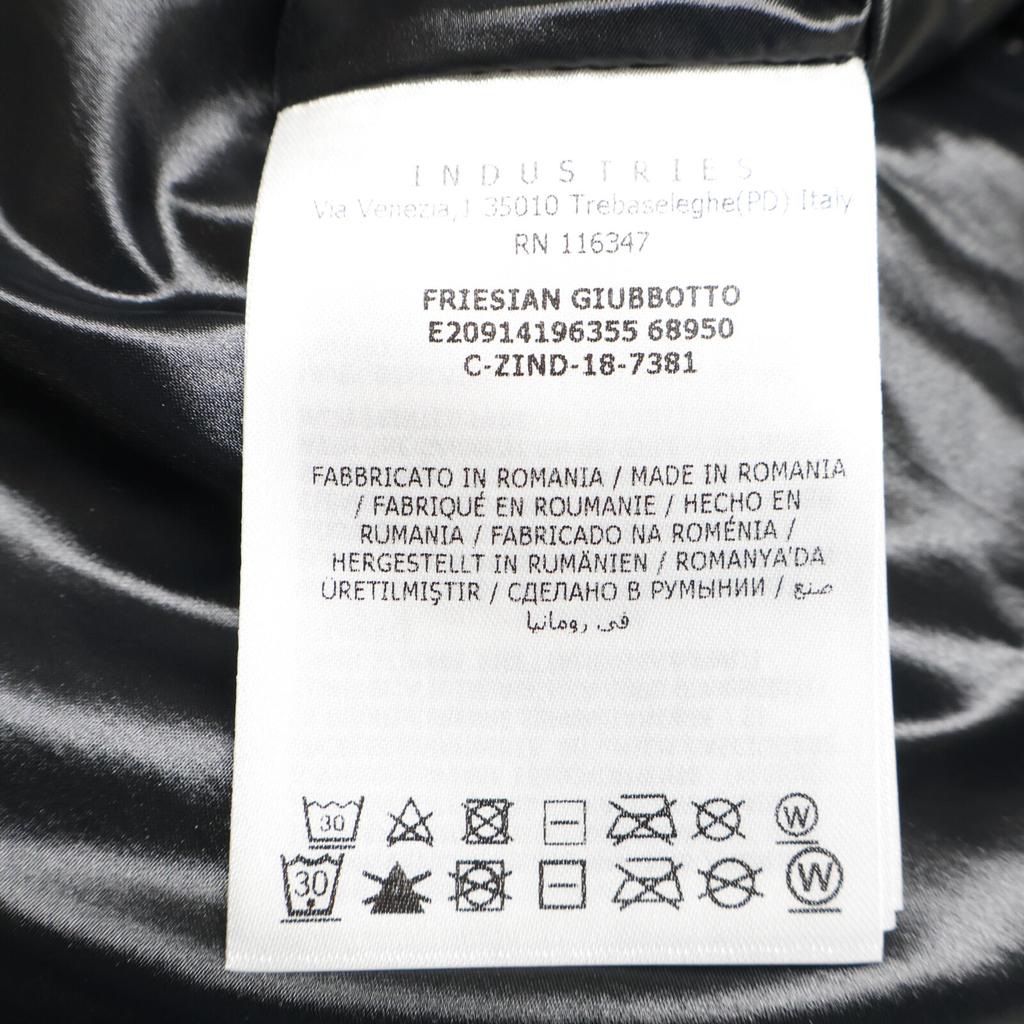 INDUSTRIES
Via Venezia,1 35010 Trebaseleghe(PD) Italy
RN 116347
FRIESIAN GIUBBOTTO
E20914196355 68950
C-ZIND-18-7381
FABBRICATO IN ROMANIA / MADE IN ROMANIA
/ FABRIQUÉ EN ROUMANIE / HECHO EN
RUMANIA / FABRICADO NA ROMÉNIA /
HERGESTELLT IN RUMÄNIEN / ROMANYA'DA
ÜRETILMIŞTIR / СДЕЛАНО В РУМЫНИИ / صنع
في رومانيا
30 W
30 W